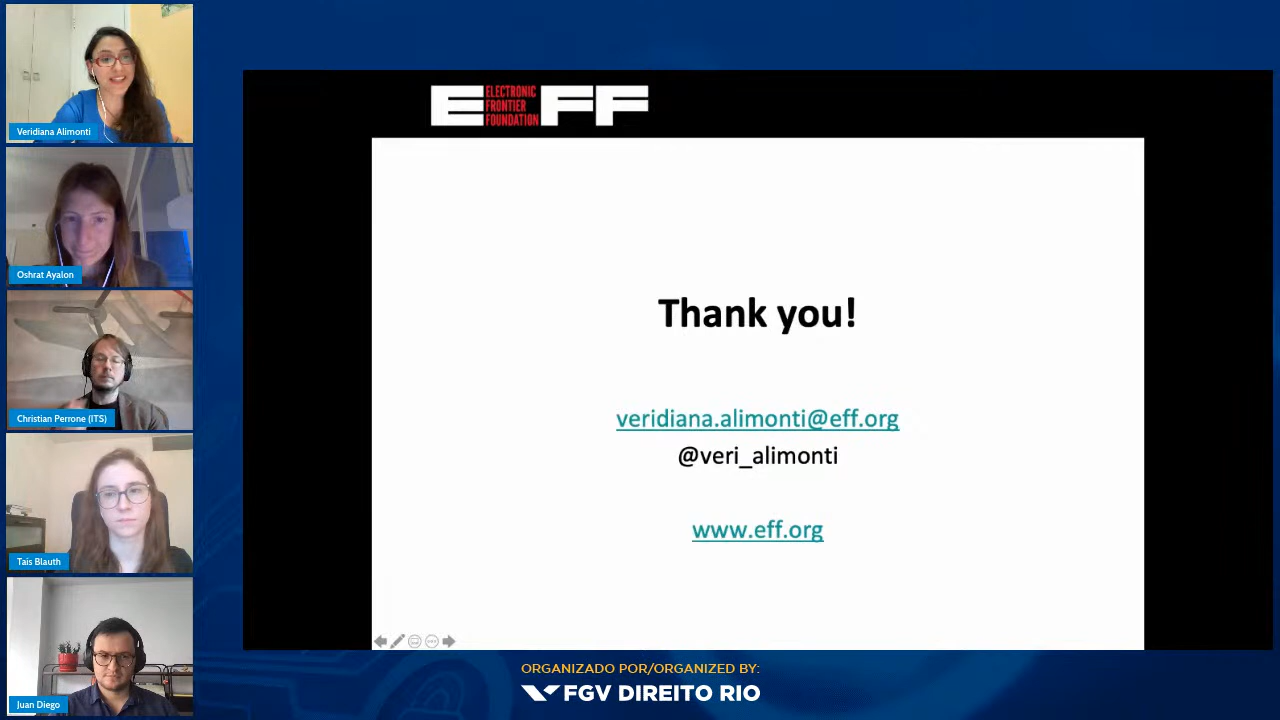 Veridiana Alimonti
Oshrat Ayalon
Christian Perrone (ITS)
Taís Blauth
Juan Diego
EFF
ELECTRONIC
FRONTIER
FOUNDATION
Thank you!
veridiana.alimonti@eff.org
@veri_alimonti
www.eff.org
ORGANIZADO POR/ORGANIZED BY:
FGV DIREITO RIO